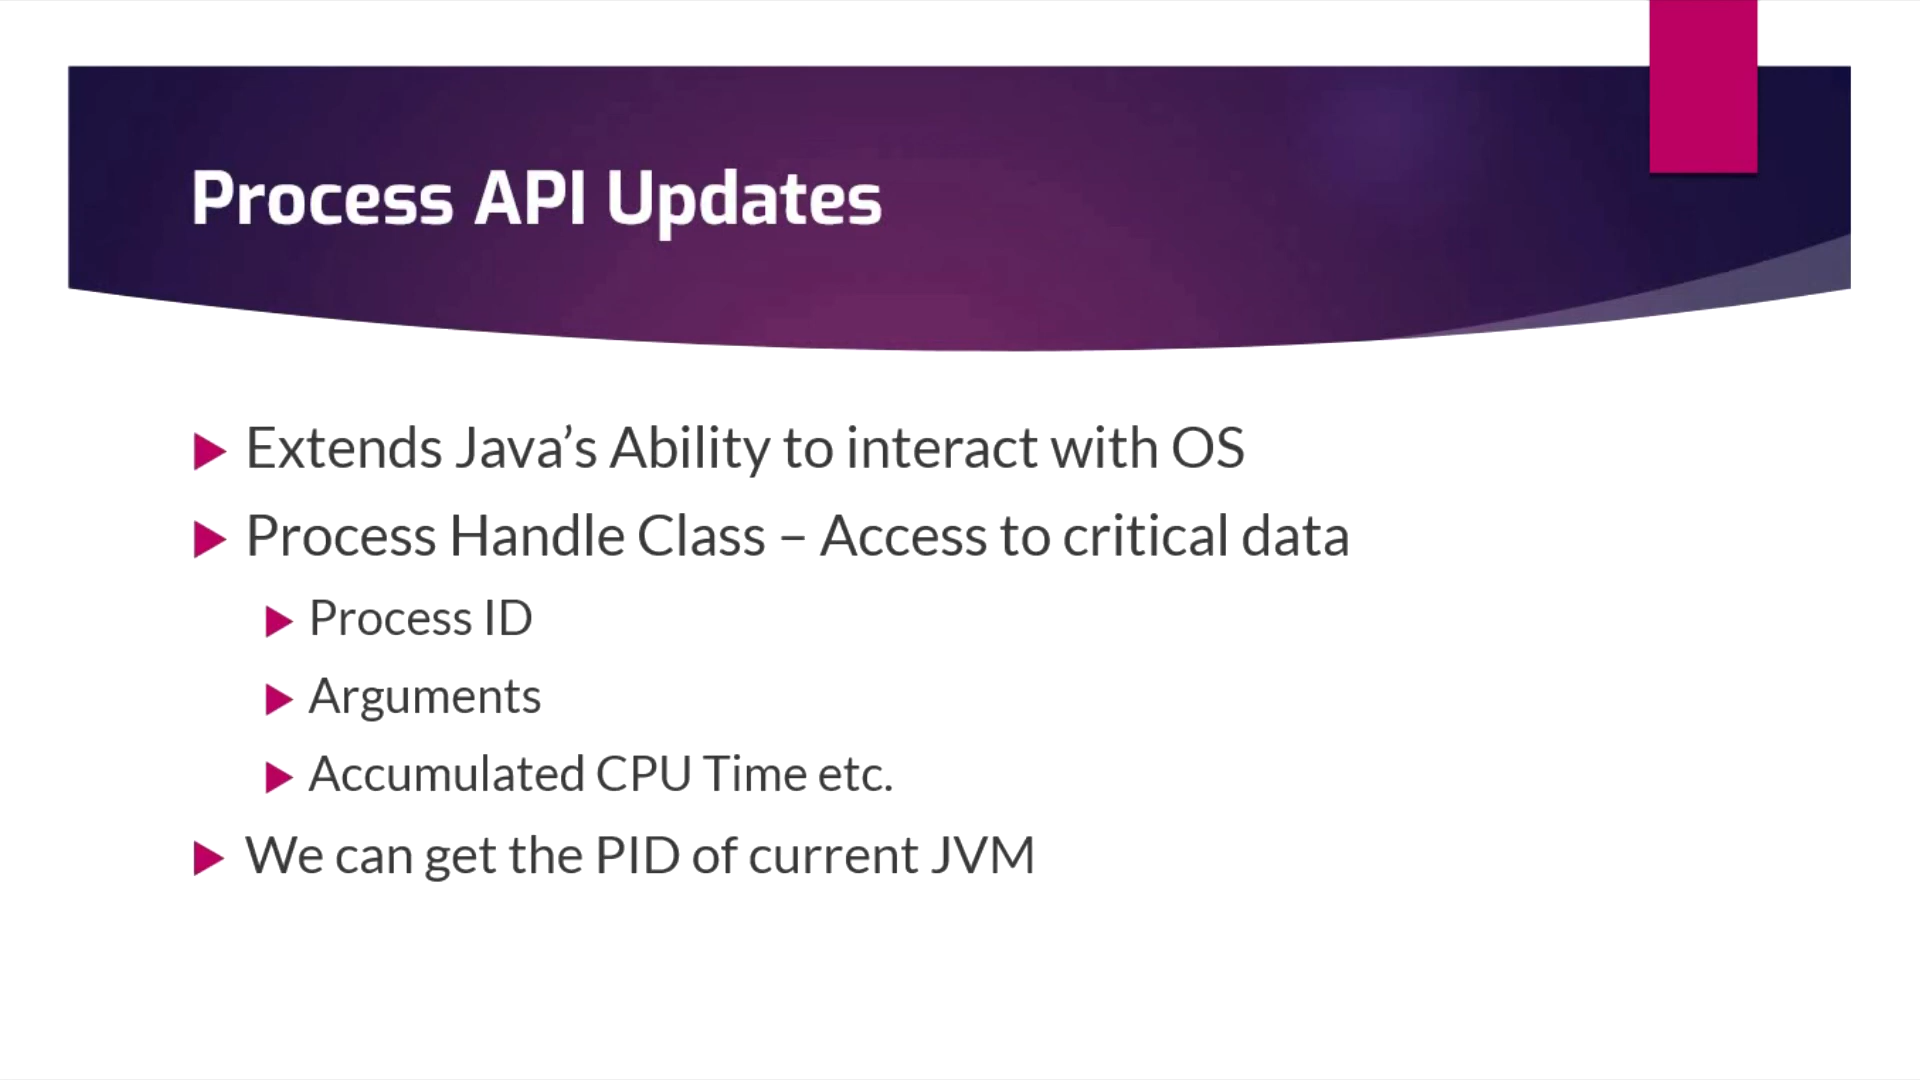 Process API Updates
Extends Java’s Ability to interact with OS
Process Handle Class – Access to critical data
Process ID
Arguments
Accumulated CPU Time etc.
We can get the PID of current JVM